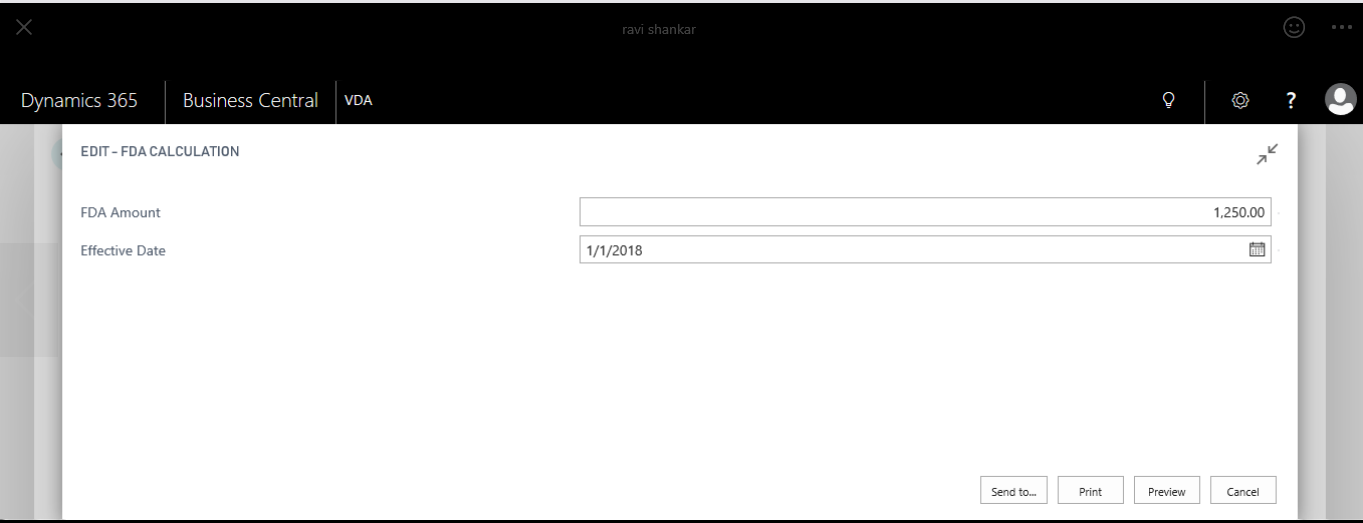 ravi shankar
Dynamics 365 Business Central VDA ?
EDIT - FDA CALCULATION
FDA Amount 1,250.00
Effective Date 1/1/2018
Send to... Print Preview Cancel